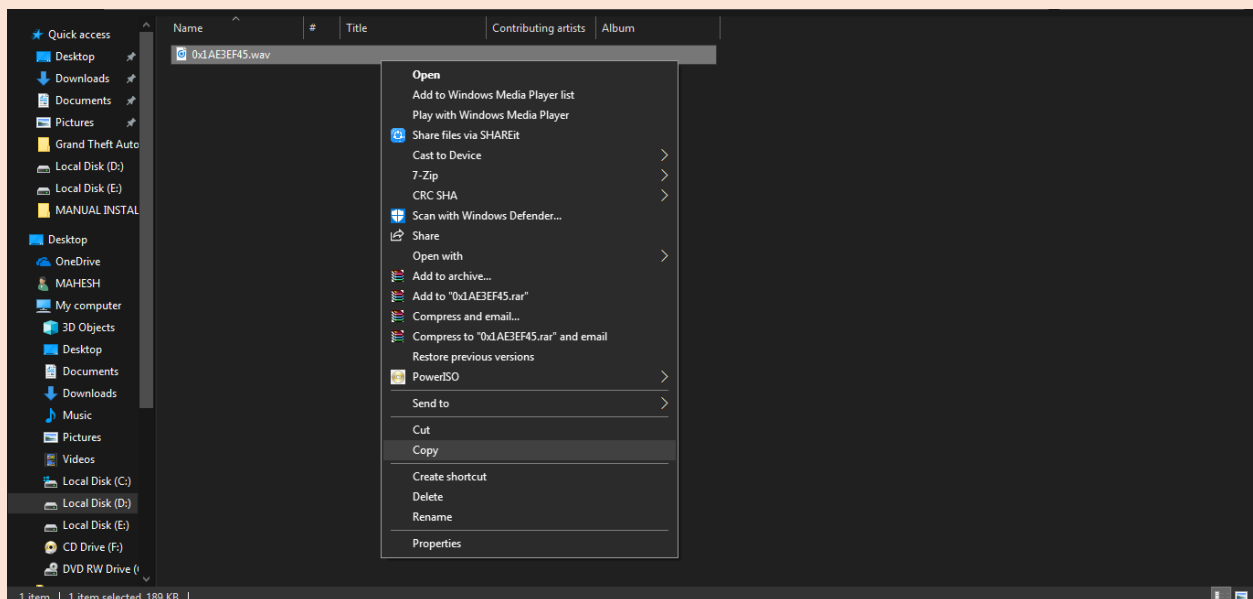 Name # Title Contributing artists Album
0x1AE3EF45.wav
Quick access
Desktop
Downloads
Documents
Pictures
Grand Theft Auto
Local Disk (D:)
Local Disk (E:)
MANUAL INSTAL
Desktop
OneDrive
MAHESH
My computer
3D Objects
Desktop
Documents
Downloads
Music
Pictures
Videos
Local Disk (C:)
Local Disk (D:)
Local Disk (E:)
CD Drive (F:)
DVD RW Drive (
Open
Add to Windows Media Player list
Play with Windows Media Player
Share files via SHAREit
Cast to Device
7-Zip
CRC SHA
Scan with Windows Defender...
Share
Open with
Add to archive...
Add to "0x1AE3EF45.rar"
Compress and email...
Compress to "0x1AE3EF45.rar" and email
Restore previous versions
PowerISO
Send to
Cut
Copy
Create shortcut
Delete
Rename
Properties
1 item 1 item selected 189 KB